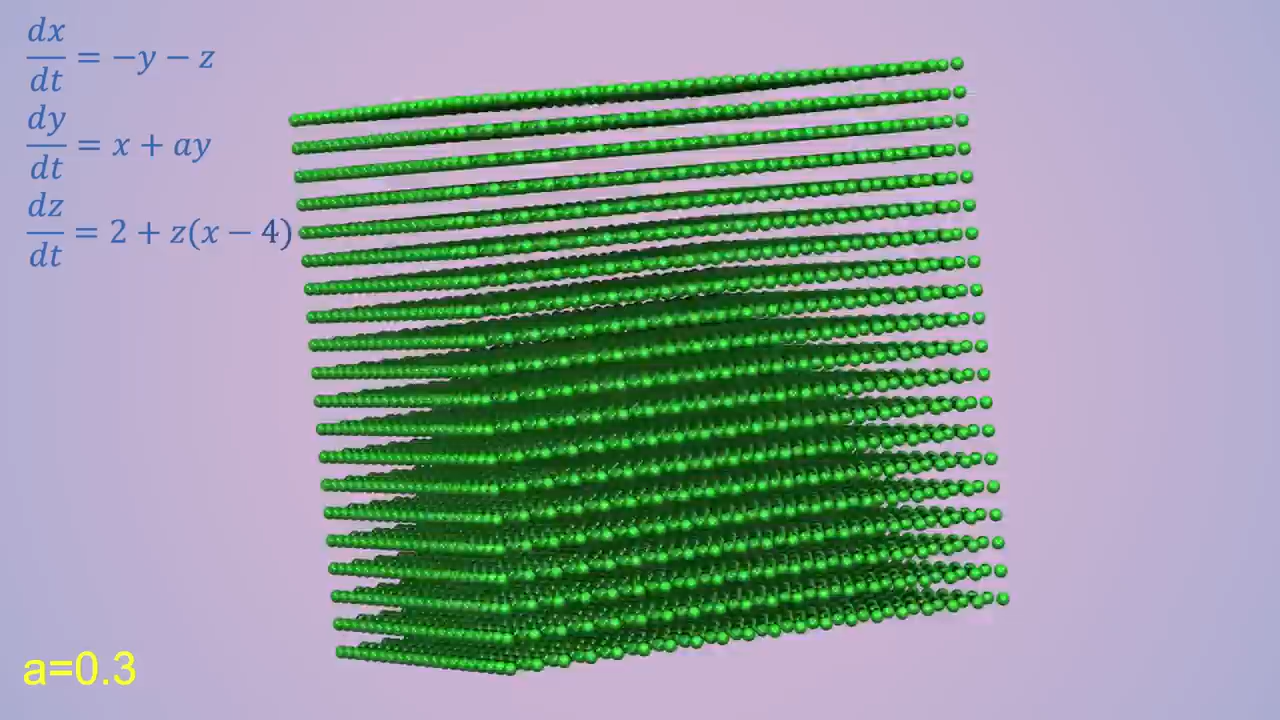 dx/dt = −y − z
dy/dt = x + ay
dz/dt = 2 + z(x − 4)
a=0.3